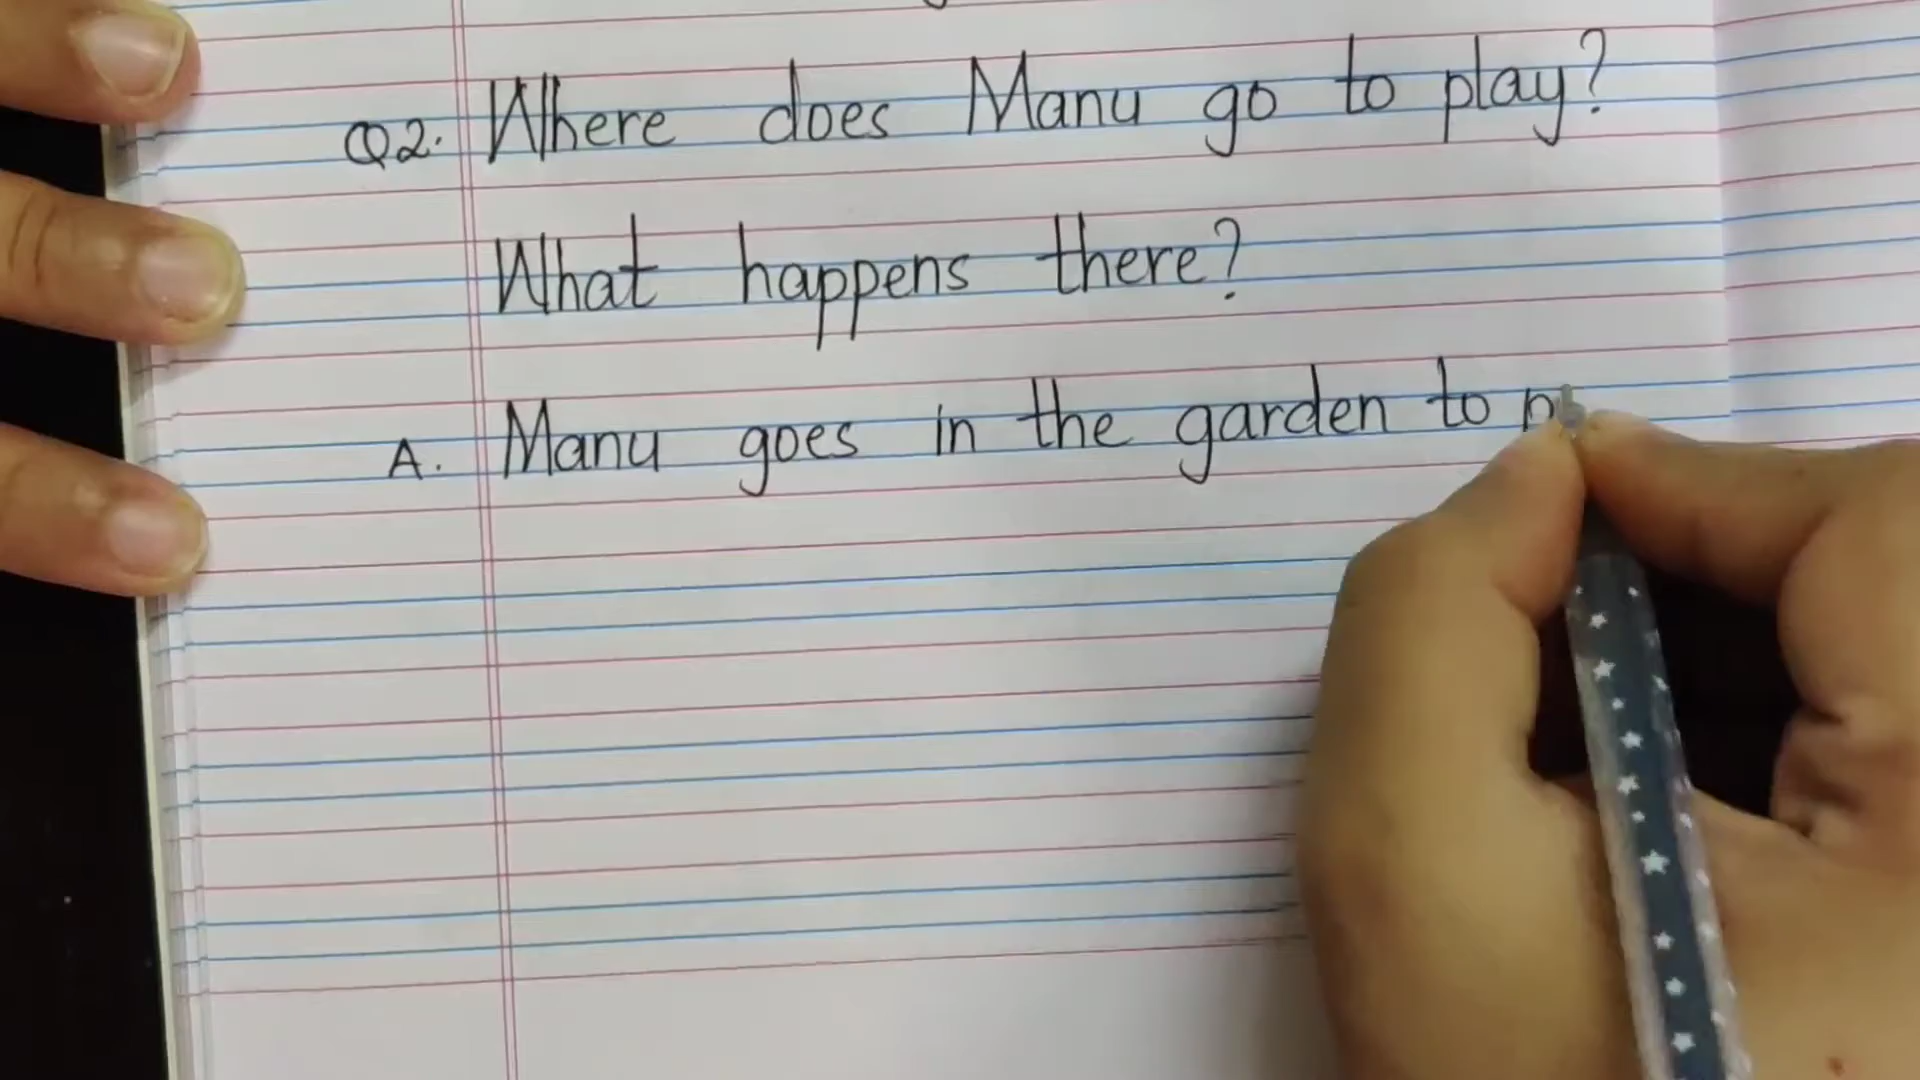 Q2. Where does Manu go to play?
What happens there?
A. Manu goes in the garden to